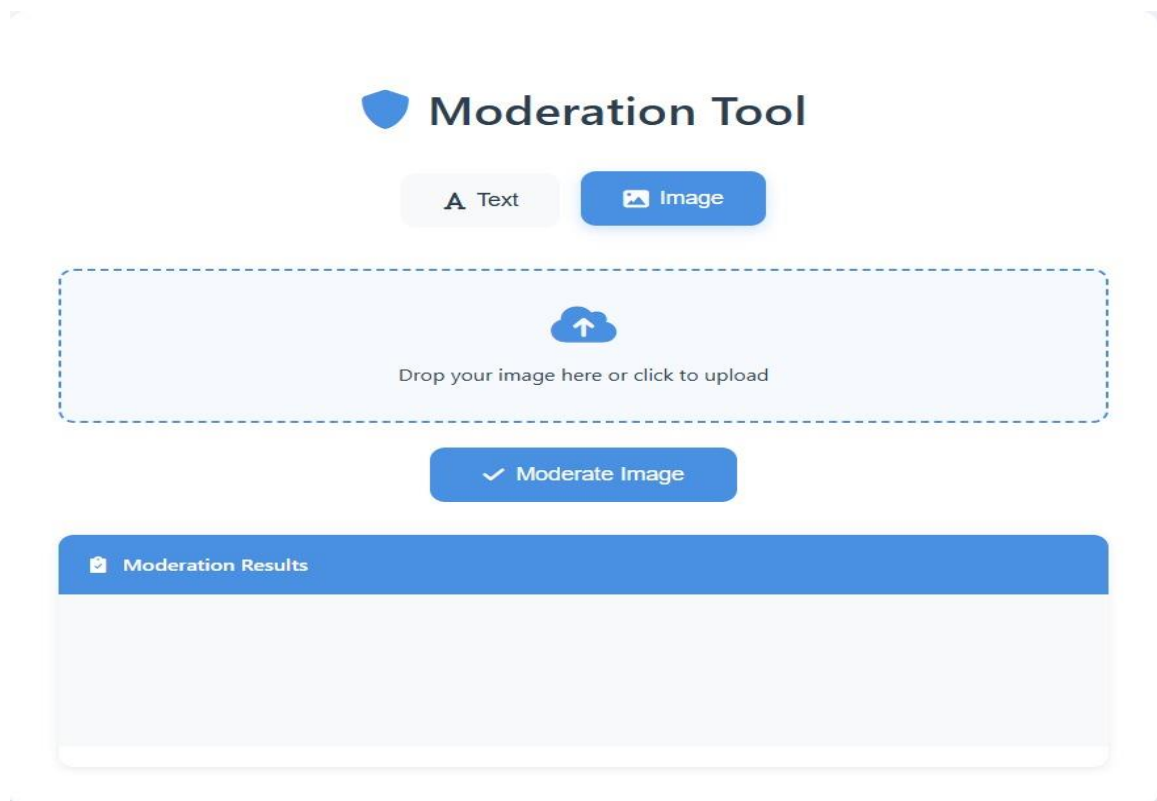 Moderation Tool
Text
Image
Drop your image here or click to upload
Moderate Image
Moderation Results